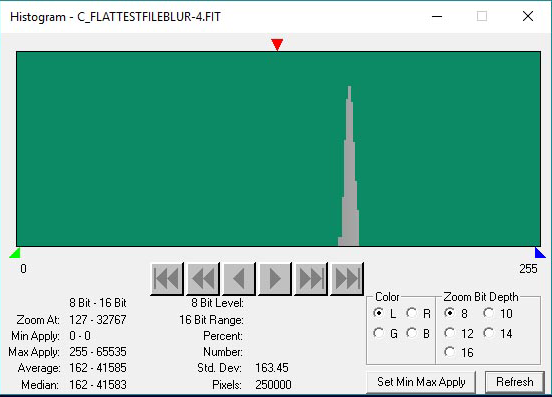 Histogram - C_FLATTESTFILEBLUR-4.FIT
0 255
8 Bit - 16 Bit 8 Bit Level:
Zoom At: 127 - 32767 16 Bit Range:
Min Apply: 0 - 0 Percent:
Max Apply: 255 - 65535 Number:
Average: 162 - 41585 Std. Dev: 163.45
Median: 162 - 41583 Pixels: 250000
Color
L R
G B
Zoom Bit Depth
8 10
12 14
16
Set Min Max Apply Refresh